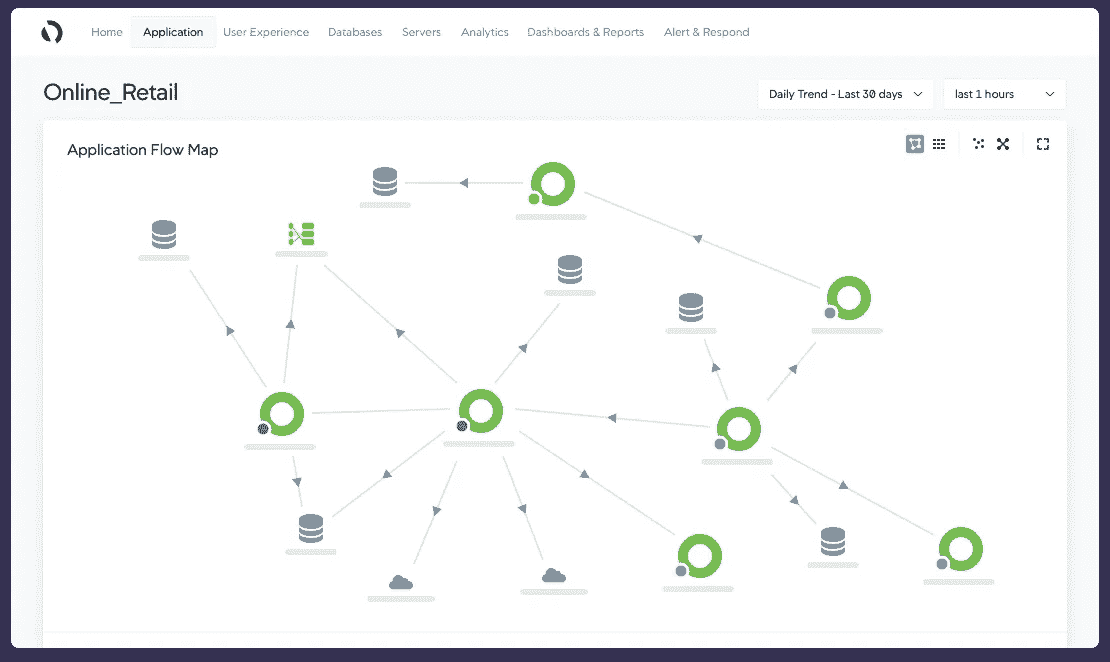 Home Application User Experience Databases Servers Analytics Dashboards & Reports Alert & Respond
Online_Retail
Daily Trend - Last 30 days
last 1 hours
Application Flow Map